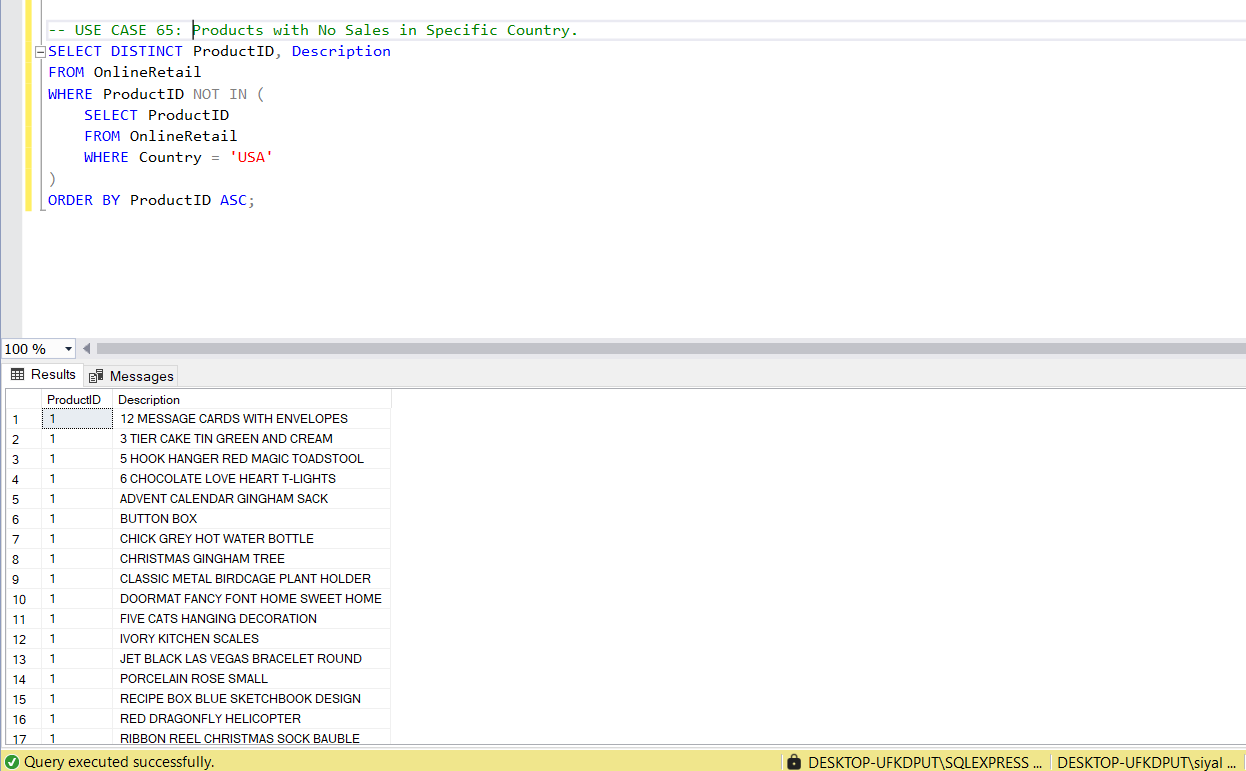 -- USE CASE 65: Products with No Sales in Specific Country.
SELECT DISTINCT ProductID, Description
FROM OnlineRetail
WHERE ProductID NOT IN (
SELECT ProductID
FROM OnlineRetail
WHERE Country = 'USA'
)
ORDER BY ProductID ASC;
100 %
Results Messages
ProductID Description
1 1 12 MESSAGE CARDS WITH ENVELOPES
2 1 3 TIER CAKE TIN GREEN AND CREAM
3 1 5 HOOK HANGER RED MAGIC TOADSTOOL
4 1 6 CHOCOLATE LOVE HEART T-LIGHTS
5 1 ADVENT CALENDAR GINGHAM SACK
6 1 BUTTON BOX
7 1 CHICK GREY HOT WATER BOTTLE
8 1 CHRISTMAS GINGHAM TREE
9 1 CLASSIC METAL BIRDCAGE PLANT HOLDER
10 1 DOORMAT FANCY FONT HOME SWEET HOME
11 1 FIVE CATS HANGING DECORATION
12 1 IVORY KITCHEN SCALES
13 1 JET BLACK LAS VEGAS BRACELET ROUND
14 1 PORCELAIN ROSE SMALL
15 1 RECIPE BOX BLUE SKETCHBOOK DESIGN
16 1 RED DRAGONFLY HELICOPTER
17 1 RIBBON REEL CHRISTMAS SOCK BAUBLE
Query executed successfully. DESKTOP-UFKDPUT\SQLEXPRESS ... DESKTOP-UFKDPUT\siyal ...